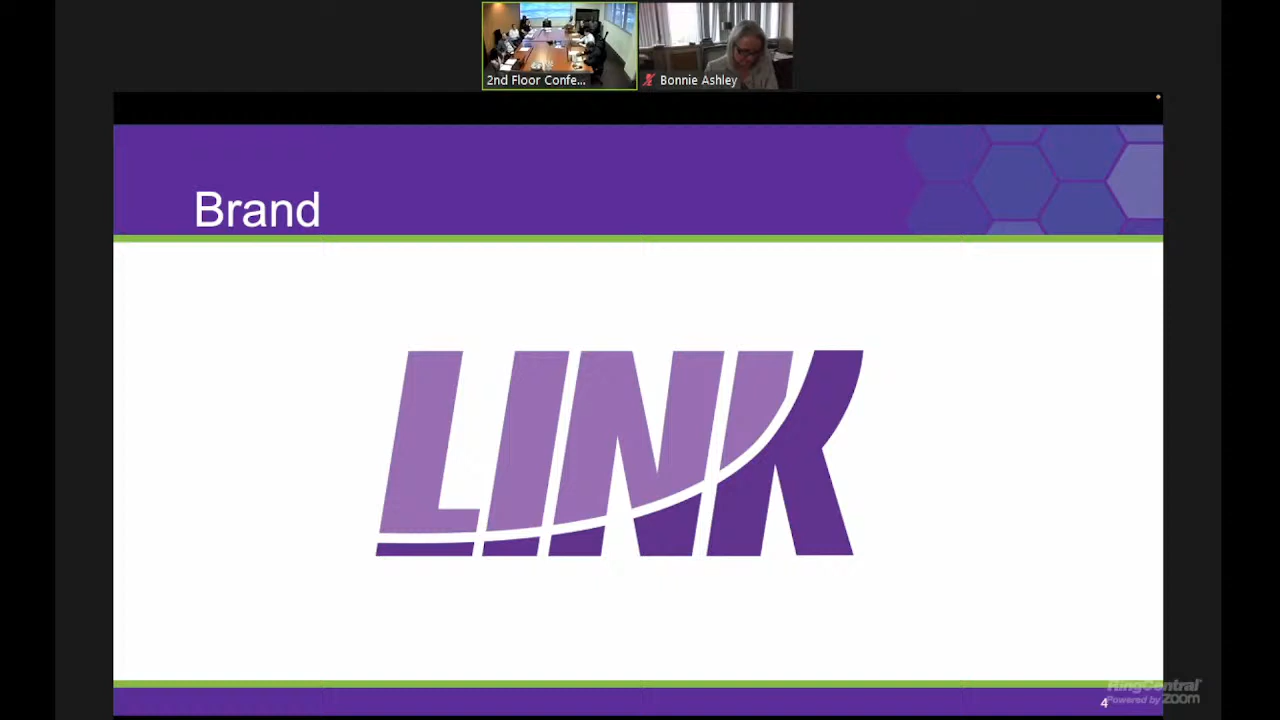 2nd Floor Confe...
Bonnie Ashley
Brand
LINK
4
RingCentral
Powered by zoom